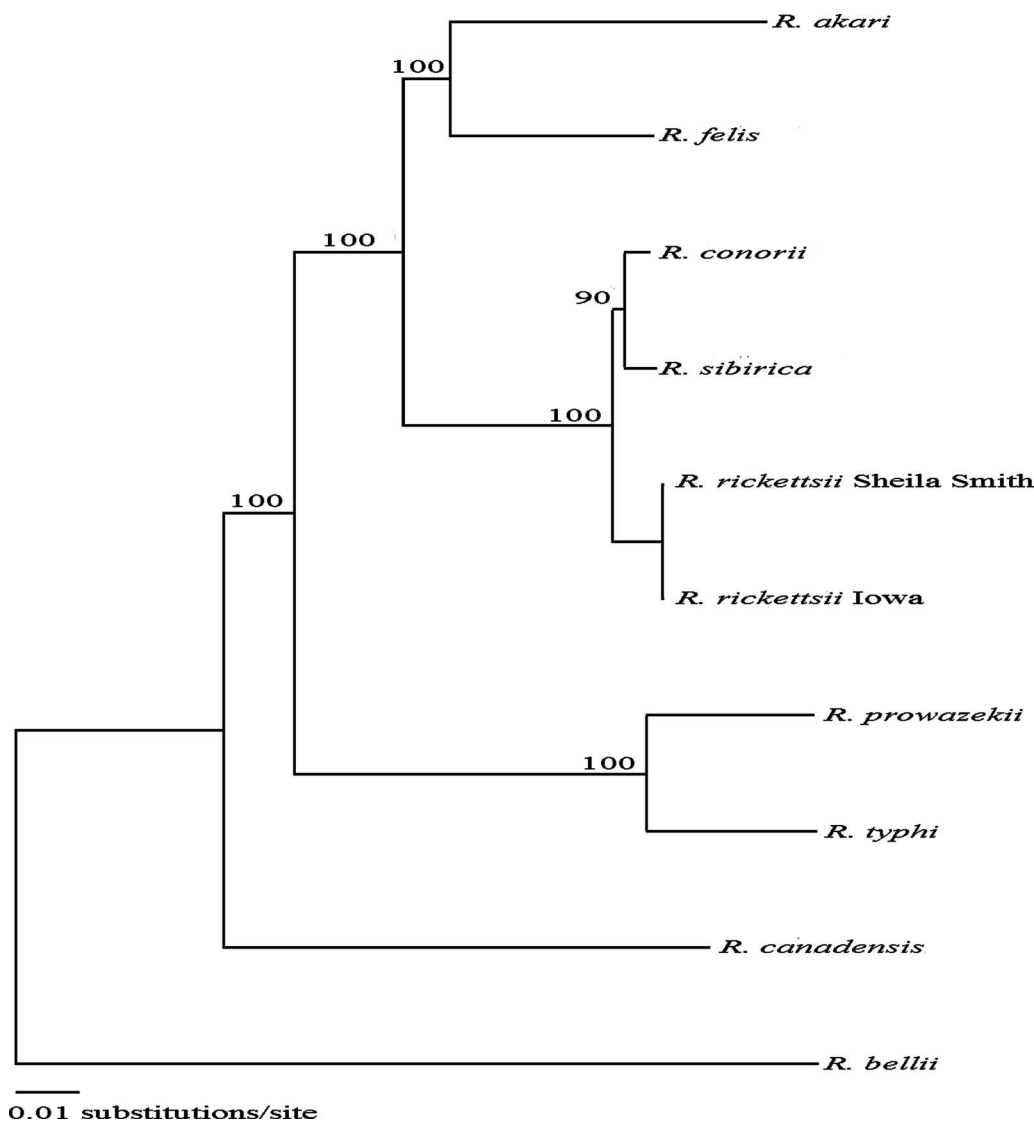 R. akari
100
R. felis
100
R. conorii
90
R. sibirica
100
R. rickettsii Sheila Smith
100
R. rickettsii Iowa
R. prowazekii
100
R. typhi
R. canadensis
R. bellii
0.01 substitutions/site